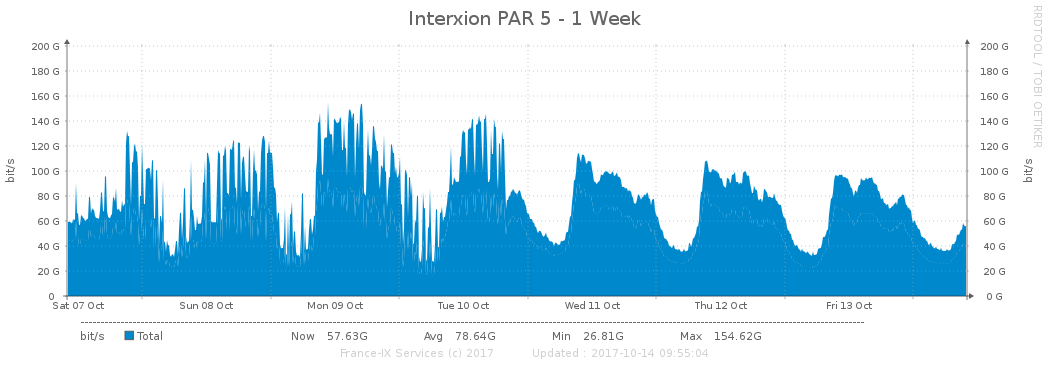 Interxion PAR 5 - 1 Week
RRDTOOL / TOBI OETIKER
bit/s
200 G
180 G
160 G
140 G
120 G
100 G
80 G
60 G
40 G
20 G
0
200 G
180 G
160 G
140 G
120 G
100 G
80 G
60 G
40 G
20 G
0 G
bit/s
Sat 07 Oct Sun 08 Oct Mon 09 Oct Tue 10 Oct Wed 11 Oct Thu 12 Oct Fri 13 Oct
bit/s Total Now 57.63G Avg 78.64G Min 26.81G Max 154.62G
France-IX Services (c) 2017 Updated : 2017-10-14 09:55:04